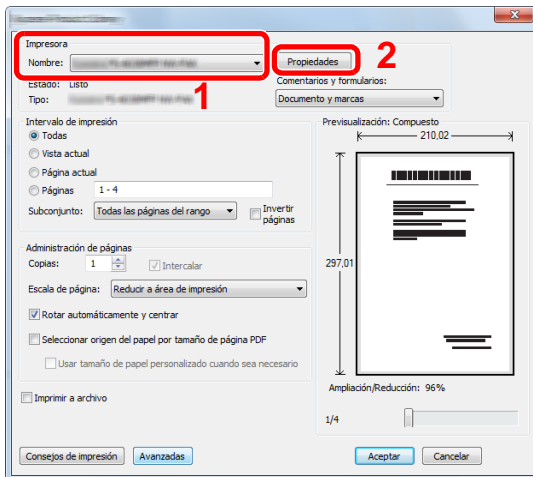 Impresora
Nombre:
Propiedades
2
1
Estado: Listo
Tipo:
Comentarios y formularios:
Documento y marcas
Intervalo de impresión
Todas
Vista actual
Página actual
Páginas 1 - 4
Subconjunto: Todas las páginas del rango
Invertir
páginas
Administración de páginas
Copias: 1 Intercalar
Escala de página: Reducir a área de impresión
Rotar automáticamente y centrar
Seleccionar origen del papel por tamaño de página PDF
Usar tamaño de papel personalizado cuando sea necesario
Imprimir a archivo
Previsualización: Compuesto
210,02
297,01
Ampliación/Reducción: 96%
1/4
Consejos de impresión Avanzadas Aceptar Cancelar